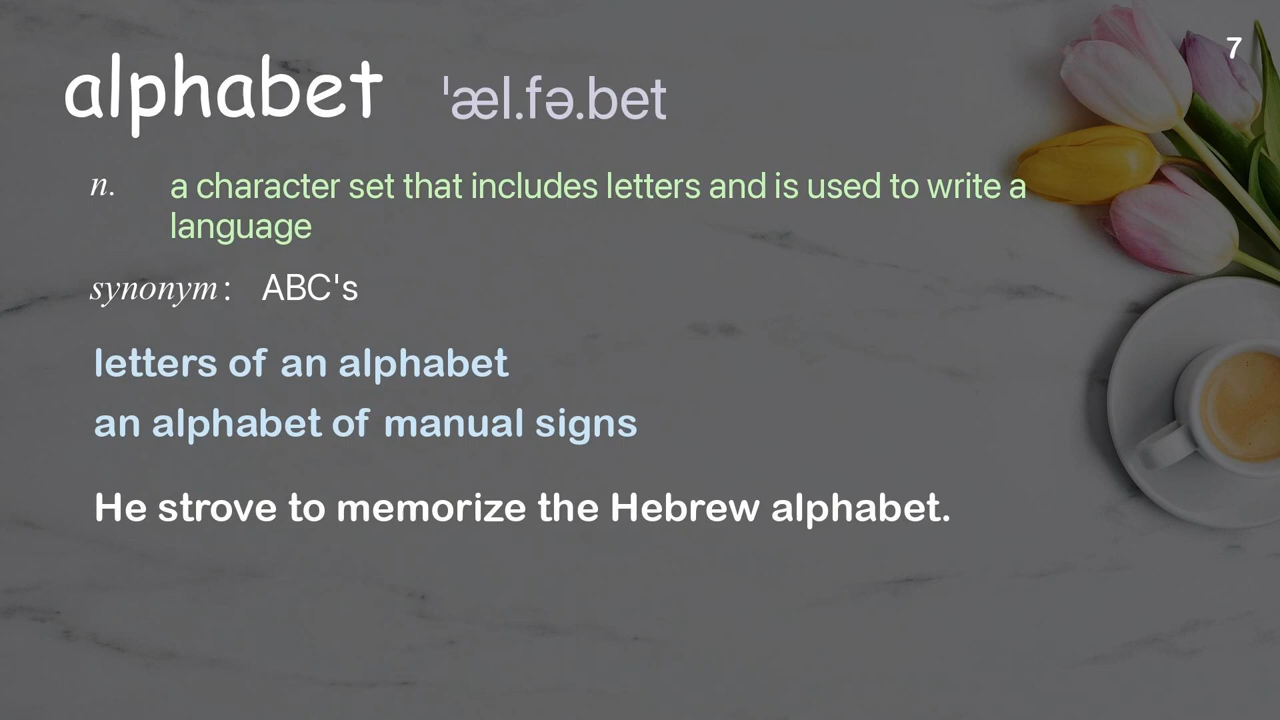 7
alphabet ˈæl.fə.bet
n. a character set that includes letters and is used to write a
language
synonym: ABC's
letters of an alphabet
an alphabet of manual signs
He strove to memorize the Hebrew alphabet.